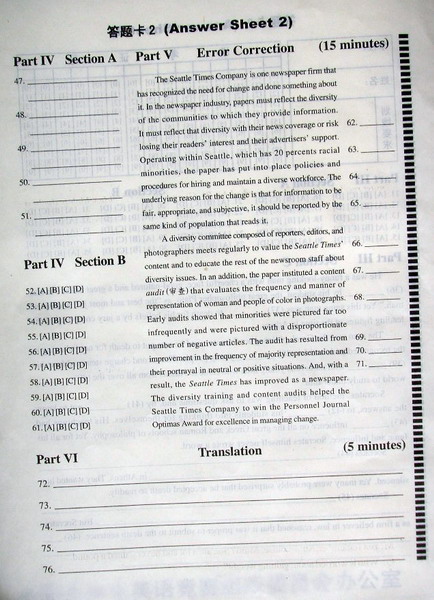 答题卡 2 (Answer Sheet 2)
Part IV Section A Part V Error Correction (15 minutes)
47.
48.
49.
50.
51.
The Seattle Times Company is one newspaper firm that
has recognized the need for change and done something about
it. In the newspaper industry, papers must reflect the diversity
of the communities to which they provide information.
It must reflect that diversity with their news coverage or risk 62.
losing their readers' interest and their advertisers' support.
Operating within Seattle, which has 20 percents racial 63.
minorities, the paper has put into place policies and
procedures for hiring and maintain a diverse workforce. The 64.
underlying reason for the change is that for information to be
fair, appropriate, and subjective, it should be reported by the 65.
same kind of population that reads it.
A diversity committee composed of reporters, editors, and
photographers meets regularly to value the Seattle Times' 66.
content and to educate the rest of the newsroom staff about
diversity issues. In an addition, the paper instituted a content 67.
audit (审查) that evaluates the frequency and manner of
representation of woman and people of color in photographs. 68.
Early audits showed that minorities were pictured far too
infrequently and were pictured with a disproportionate
number of negative articles. The audit has resulted from 69.
improvement in the frequency of majority representation and 70.
their portrayal in neutral or positive situations. And, with a 71.
result, the Seattle Times has improved as a newspaper.
The diversity training and content audits helped the
Seattle Times Company to win the Personnel Journal
Optimas Award for excellence in managing change.
Part IV Section B
52. [A] [B] [C] [D]
53. [A] [B] [C] [D]
54. [A] [B] [C] [D]
55. [A] [B] [C] [D]
56. [A] [B] [C] [D]
57. [A] [B] [C] [D]
58. [A] [B] [C] [D]
59. [A] [B] [C] [D]
60. [A] [B] [C] [D]
61. [A] [B] [C] [D]
Part VI Translation (5 minutes)
72.
73.
74.
75.
76.